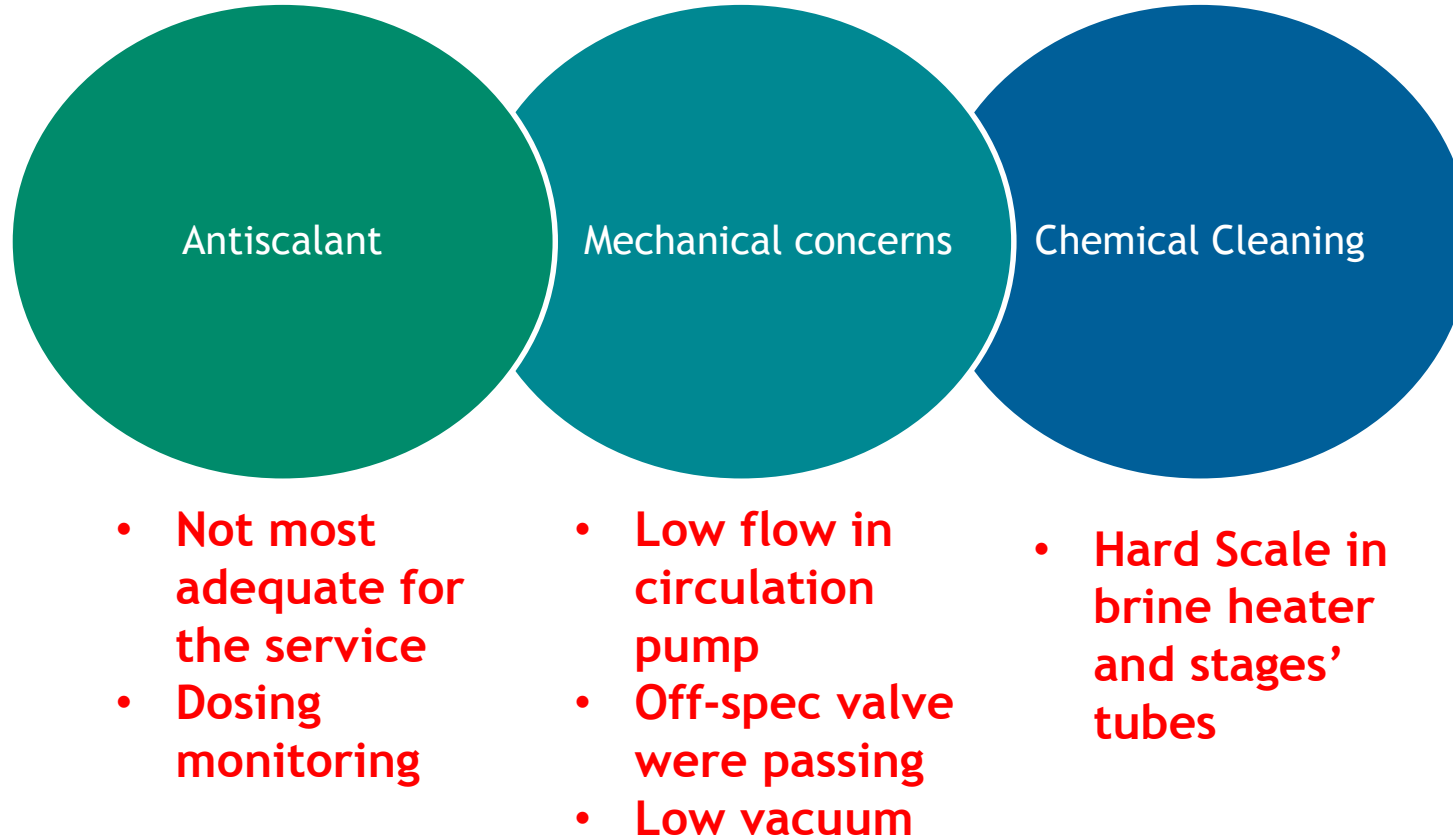 Antiscalant
Mechanical concerns
Chemical Cleaning
• Not most
adequate for
the service
• Dosing
monitoring
• Low flow in
circulation
pump
• Off-spec valve
were passing
• Low vacuum
• Hard Scale in
brine heater
and stages’
tubes